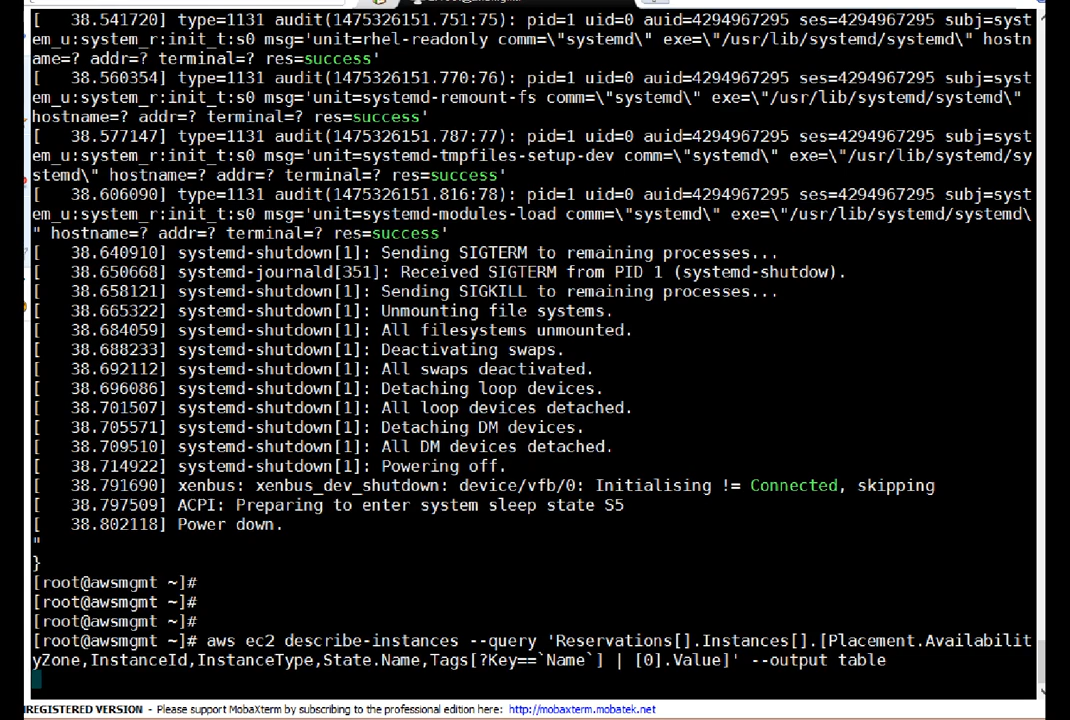 [   38.541720] type=1131 audit(1475326151.751:75): pid=1 uid=0 auid=4294967295 ses=4294967295 subj=syst
em_u:system_r:init_t:s0 msg='unit=rhel-readonly comm=\"systemd\" exe=\"/usr/lib/systemd/systemd\" hostn
ame=? addr=? terminal=? res=success'
[   38.560354] type=1131 audit(1475326151.770:76): pid=1 uid=0 auid=4294967295 ses=4294967295 subj=syst
em_u:system_r:init_t:s0 msg='unit=systemd-remount-fs comm=\"systemd\" exe=\"/usr/lib/systemd/systemd\"
hostname=? addr=? terminal=? res=success'
[   38.577147] type=1131 audit(1475326151.787:77): pid=1 uid=0 auid=4294967295 ses=4294967295 subj=syst
em_u:system_r:init_t:s0 msg='unit=systemd-tmpfiles-setup-dev comm=\"systemd\" exe=\"/usr/lib/systemd/sy
stemd\" hostname=? addr=? terminal=? res=success'
[   38.606090] type=1131 audit(1475326151.816:78): pid=1 uid=0 auid=4294967295 ses=4294967295 subj=syst
em_u:system_r:init_t:s0 msg='unit=systemd-modules-load comm=\"systemd\" exe=\"/usr/lib/systemd/systemd\
" hostname=? addr=? terminal=? res=success'
[   38.640910] systemd-shutdown[1]: Sending SIGTERM to remaining processes...
[   38.650668] systemd-journald[351]: Received SIGTERM from PID 1 (systemd-shutdow).
[   38.658121] systemd-shutdown[1]: Sending SIGKILL to remaining processes...
[   38.665322] systemd-shutdown[1]: Unmounting file systems.
[   38.684059] systemd-shutdown[1]: All filesystems unmounted.
[   38.688233] systemd-shutdown[1]: Deactivating swaps.
[   38.692112] systemd-shutdown[1]: All swaps deactivated.
[   38.696086] systemd-shutdown[1]: Detaching loop devices.
[   38.701507] systemd-shutdown[1]: All loop devices detached.
[   38.705571] systemd-shutdown[1]: Detaching DM devices.
[   38.709510] systemd-shutdown[1]: All DM devices detached.
[   38.714922] systemd-shutdown[1]: Powering off.
[   38.791690] xenbus: xenbus_dev_shutdown: device/vfb/0: Initialising != Connected, skipping
[   38.797509] ACPI: Preparing to enter system sleep state S5
[   38.802118] Power down.
"
}
[root@awsmgmt ~]#
[root@awsmgmt ~]#
[root@awsmgmt ~]#
[root@awsmgmt ~]# aws ec2 describe-instances --query 'Reservations[].Instances[].[Placement.Availabilit
yZone,InstanceId,InstanceType,State.Name,Tags[?Key==`Name`] | [0].Value]' --output table
REGISTERED VERSION - Please support MobaXterm by subscribing to the professional edition here: http://mobaxterm.mobatek.net